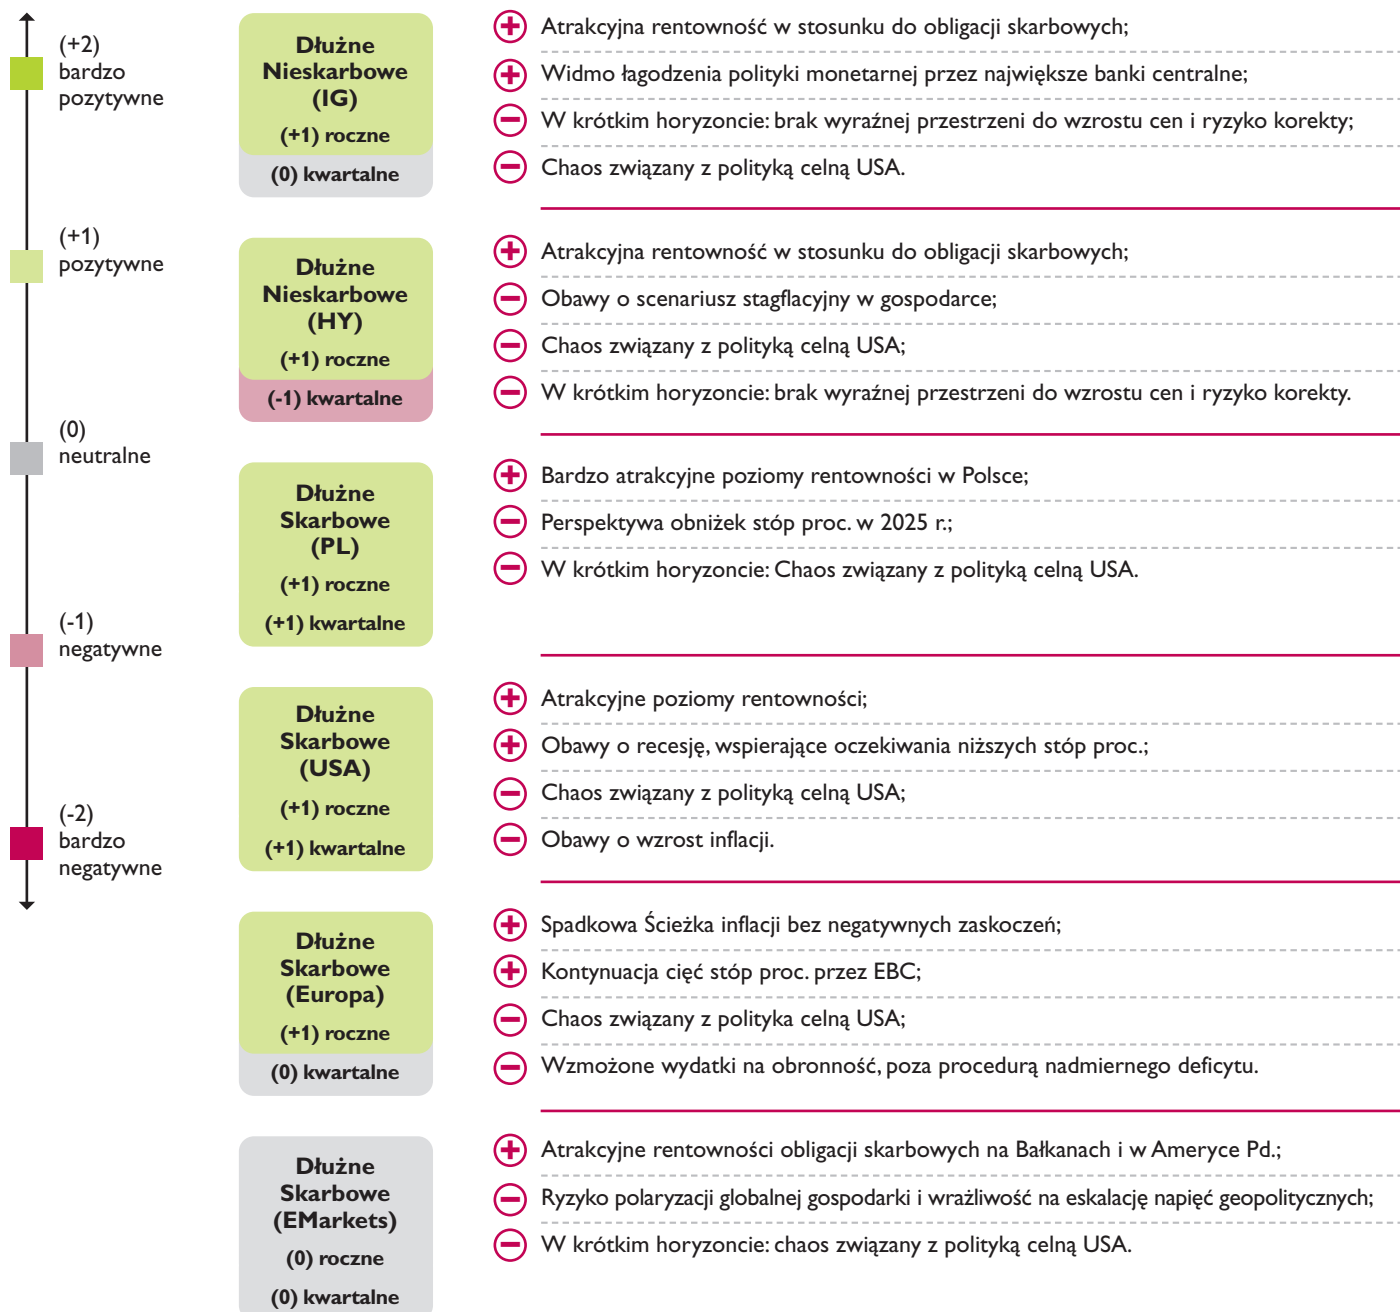 (+2)
bardzo
pozytywne
(+1)
pozytywne
(0)
neutralne
(-1)
negatywne
(-2)
bardzo
negatywne
Dłużne
Nieskarbowe
(IG)
(+1) roczne
(0) kwartalne
Atrakcyjna rentowność w stosunku do obligacji skarbowych;
Widmo łagodzenia polityki monetarnej przez największe banki centralne;
W krótkim horyzoncie: brak wyraźnej przestrzeni do wzrostu cen i ryzyko korekty;
Chaos związany z polityką celną USA.
Dłużne
Nieskarbowe
(HY)
(+1) roczne
(-1) kwartalne
Atrakcyjna rentowność w stosunku do obligacji skarbowych;
Obawy o scenariusz stagflacyjny w gospodarce;
Chaos związany z polityką celną USA;
W krótkim horyzoncie: brak wyraźnej przestrzeni do wzrostu cen i ryzyko korekty.
Dłużne
Skarbowe
(PL)
(+1) roczne
(+1) kwartalne
Bardzo atrakcyjne poziomy rentowności w Polsce;
Perspektywa obniżek stóp proc. w 2025 r.;
W krótkim horyzoncie: Chaos związany z polityką celną USA.
Dłużne
Skarbowe
(USA)
(+1) roczne
(+1) kwartalne
Atrakcyjne poziomy rentowności;
Obawy o recesję, wspierające oczekiwania niższych stóp proc.;
Chaos związany z polityką celną USA;
Obawy o wzrost inflacji.
Dłużne
Skarbowe
(Europa)
(+1) roczne
(0) kwartalne
Spadkowa Ścieżka inflacji bez negatywnych zaskoczeń;
Kontynuacja cięć stóp proc. przez EBC;
Chaos związany z polityka celną USA;
Wzmożone wydatki na obronność, poza procedurą nadmiernego deficytu.
Dłużne
Skarbowe
(EMarkets)
(0) roczne
(0) kwartalne
Atrakcyjne rentowności obligacji skarbowych na Bałkanach i w Ameryce Pd.;
Ryzyko polaryzacji globalnej gospodarki i wrażliwość na eskalację napięć geopolitycznych;
W krótkim horyzoncie: chaos związany z polityką celną USA.